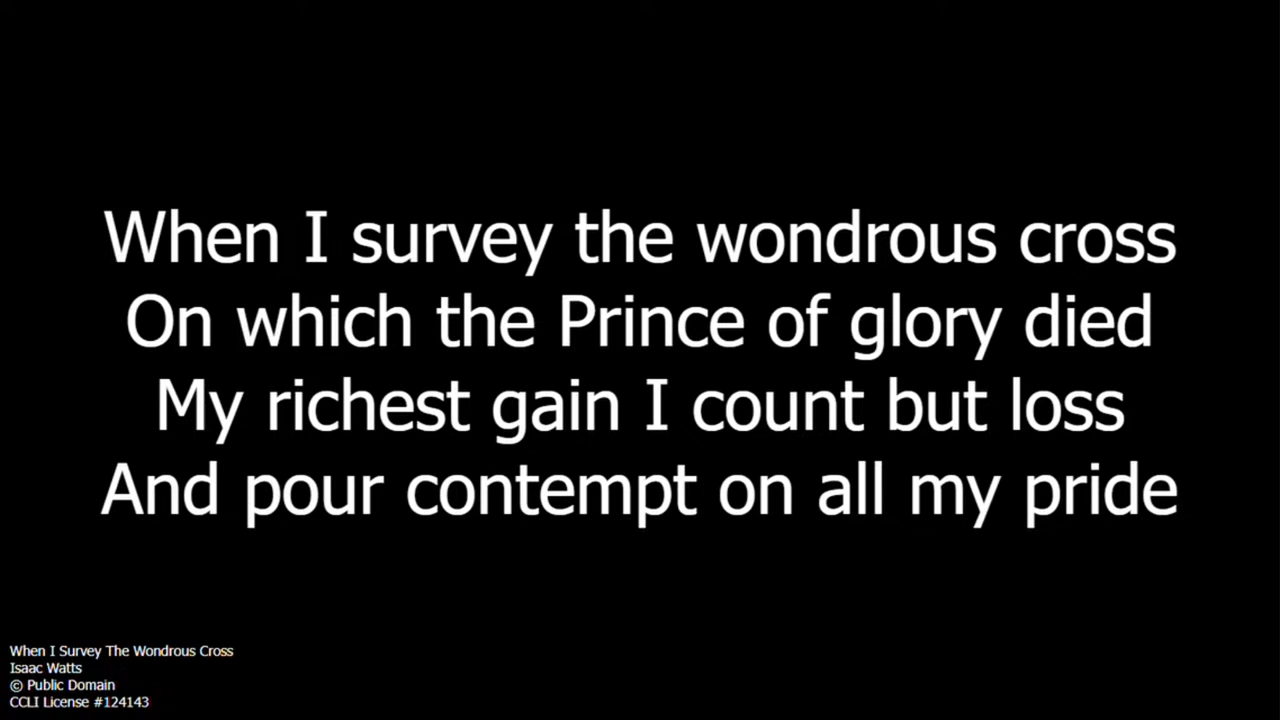 When I survey the wondrous cross
On which the Prince of glory died
My richest gain I count but loss
And pour contempt on all my pride
When I Survey The Wondrous Cross
Isaac Watts
© Public Domain
CCLI License #124143